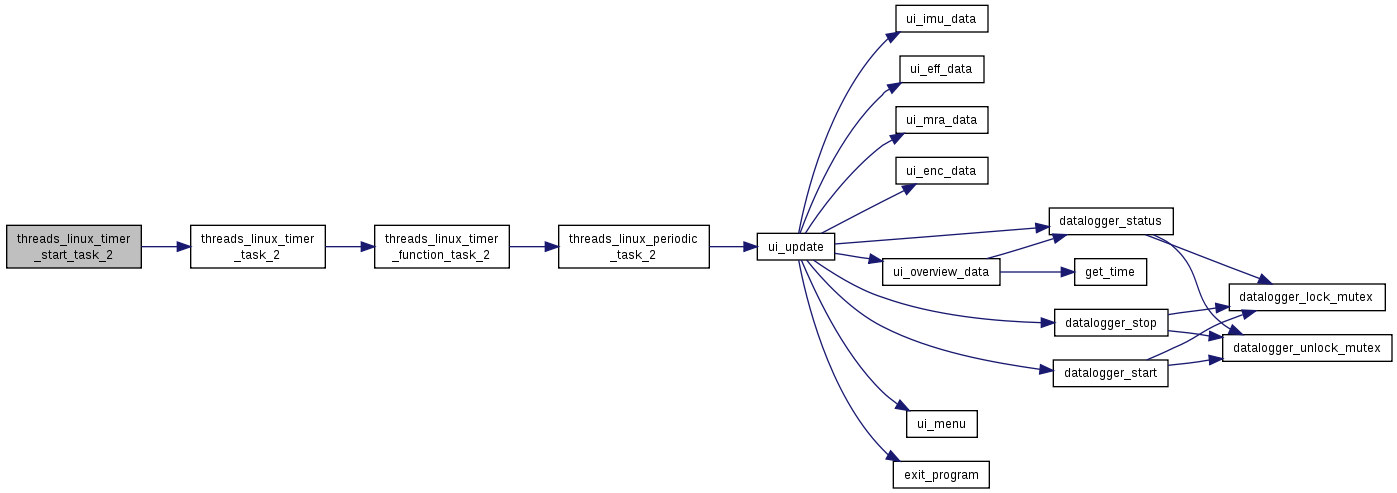 threads_linux_timer
_start_task_2
threads_linux_timer
_task_2
threads_linux_timer
_function_task_2
threads_linux_periodic
_task_2
ui_update
ui_imu_data
ui_eff_data
ui_mra_data
ui_enc_data
datalogger_status
ui_overview_data
get_time
datalogger_stop
datalogger_start
ui_menu
exit_program
datalogger_lock_mutex
datalogger_unlock_mutex